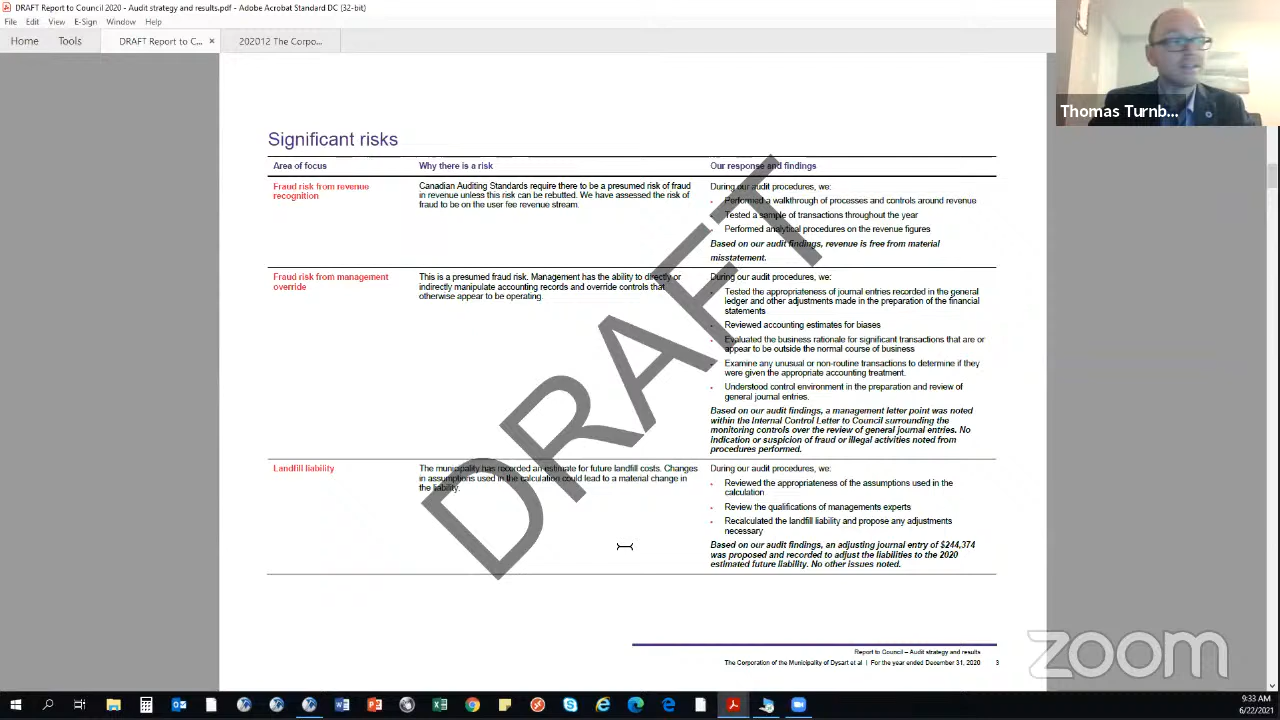 DRAFT Report to Council 2020 - Audit strategy and results.pdf - Adobe Acrobat Standard DC (32-bit)
File Edit View E-Sign Window Help
Home Tools DRAFT Report to C... × 202012 The Corpo...
Thomas Turnb...
Significant risks
Area of focus Why there is a risk Our response and findings
Fraud risk from revenue
recognition
Canadian Auditing Standards require there to be a presumed risk of fraud
in revenue unless this risk can be rebutted. We have assessed the risk of
fraud to be on the user fee revenue stream.
During our audit procedures, we:
Performed a walkthrough of processes and controls around revenue
Tested a sample of transactions throughout the year
Performed analytical procedures on the revenue figures
Based on our audit findings, revenue is free from material
misstatement.
Fraud risk from management
override
This is a presumed fraud risk. Management has the ability to directly or
indirectly manipulate accounting records and override controls that
otherwise appear to be operating.
During our audit procedures, we:
Tested the appropriateness of journal entries recorded in the general
ledger and other adjustments made in the preparation of the financial
statements
Reviewed accounting estimates for biases
Evaluated the business rationale for significant transactions that are or
appear to be outside the normal course of business
Examine any unusual or non-routine transactions to determine if they
were given the appropriate accounting treatment.
Understood control environment in the preparation and review of
general journal entries.
Based on our audit findings, a management letter point was noted
within the Internal Control Letter to Council surrounding the
monitoring controls over the review of general journal entries. No
indication or suspicion of fraud or illegal activities noted from
procedures performed.
Landfill liability
The municipality has recorded an estimate for future landfill costs. Changes
in assumptions used in the calculation could lead to a material change in
the liability.
During our audit procedures, we:
Reviewed the appropriateness of the assumptions used in the
calculation
Review the qualifications of managements experts
Recalculated the landfill liability and propose any adjustments
necessary
Based on our audit findings, an adjusting journal entry of $244,374
was proposed and recorded to adjust the liabilities to the 2020
estimated future liability. No other issues noted.
DRAFT
Report to Council – Audit strategy and results
The Corporation of the Municipality of Dysart et al | For the year ended December 31, 2020 3
zoom
9:33 AM
6/22/2021